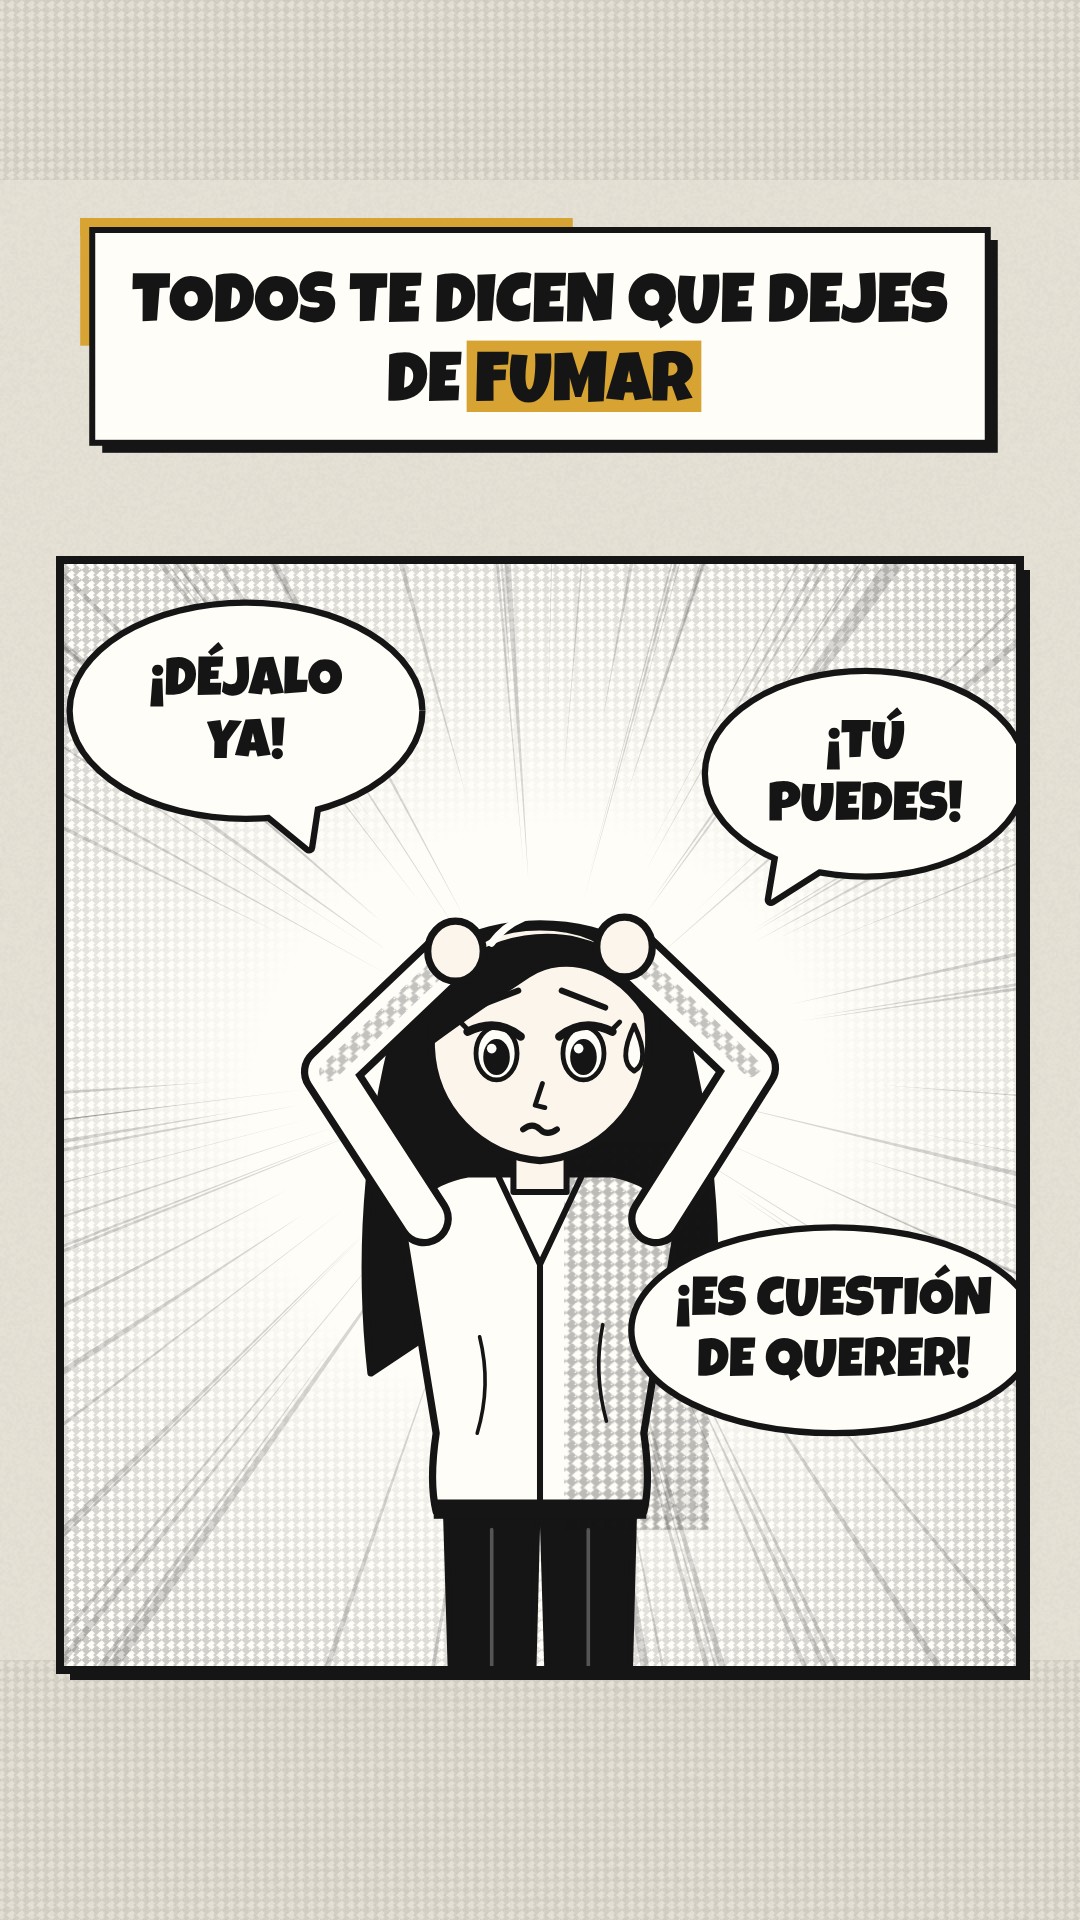 TODOS TE DICEN QUE DEJES
DE FUMAR
¡DÉJALO
YA!
¡TÚ
PUEDES!
¡ES CUESTIÓN
DE QUERER!